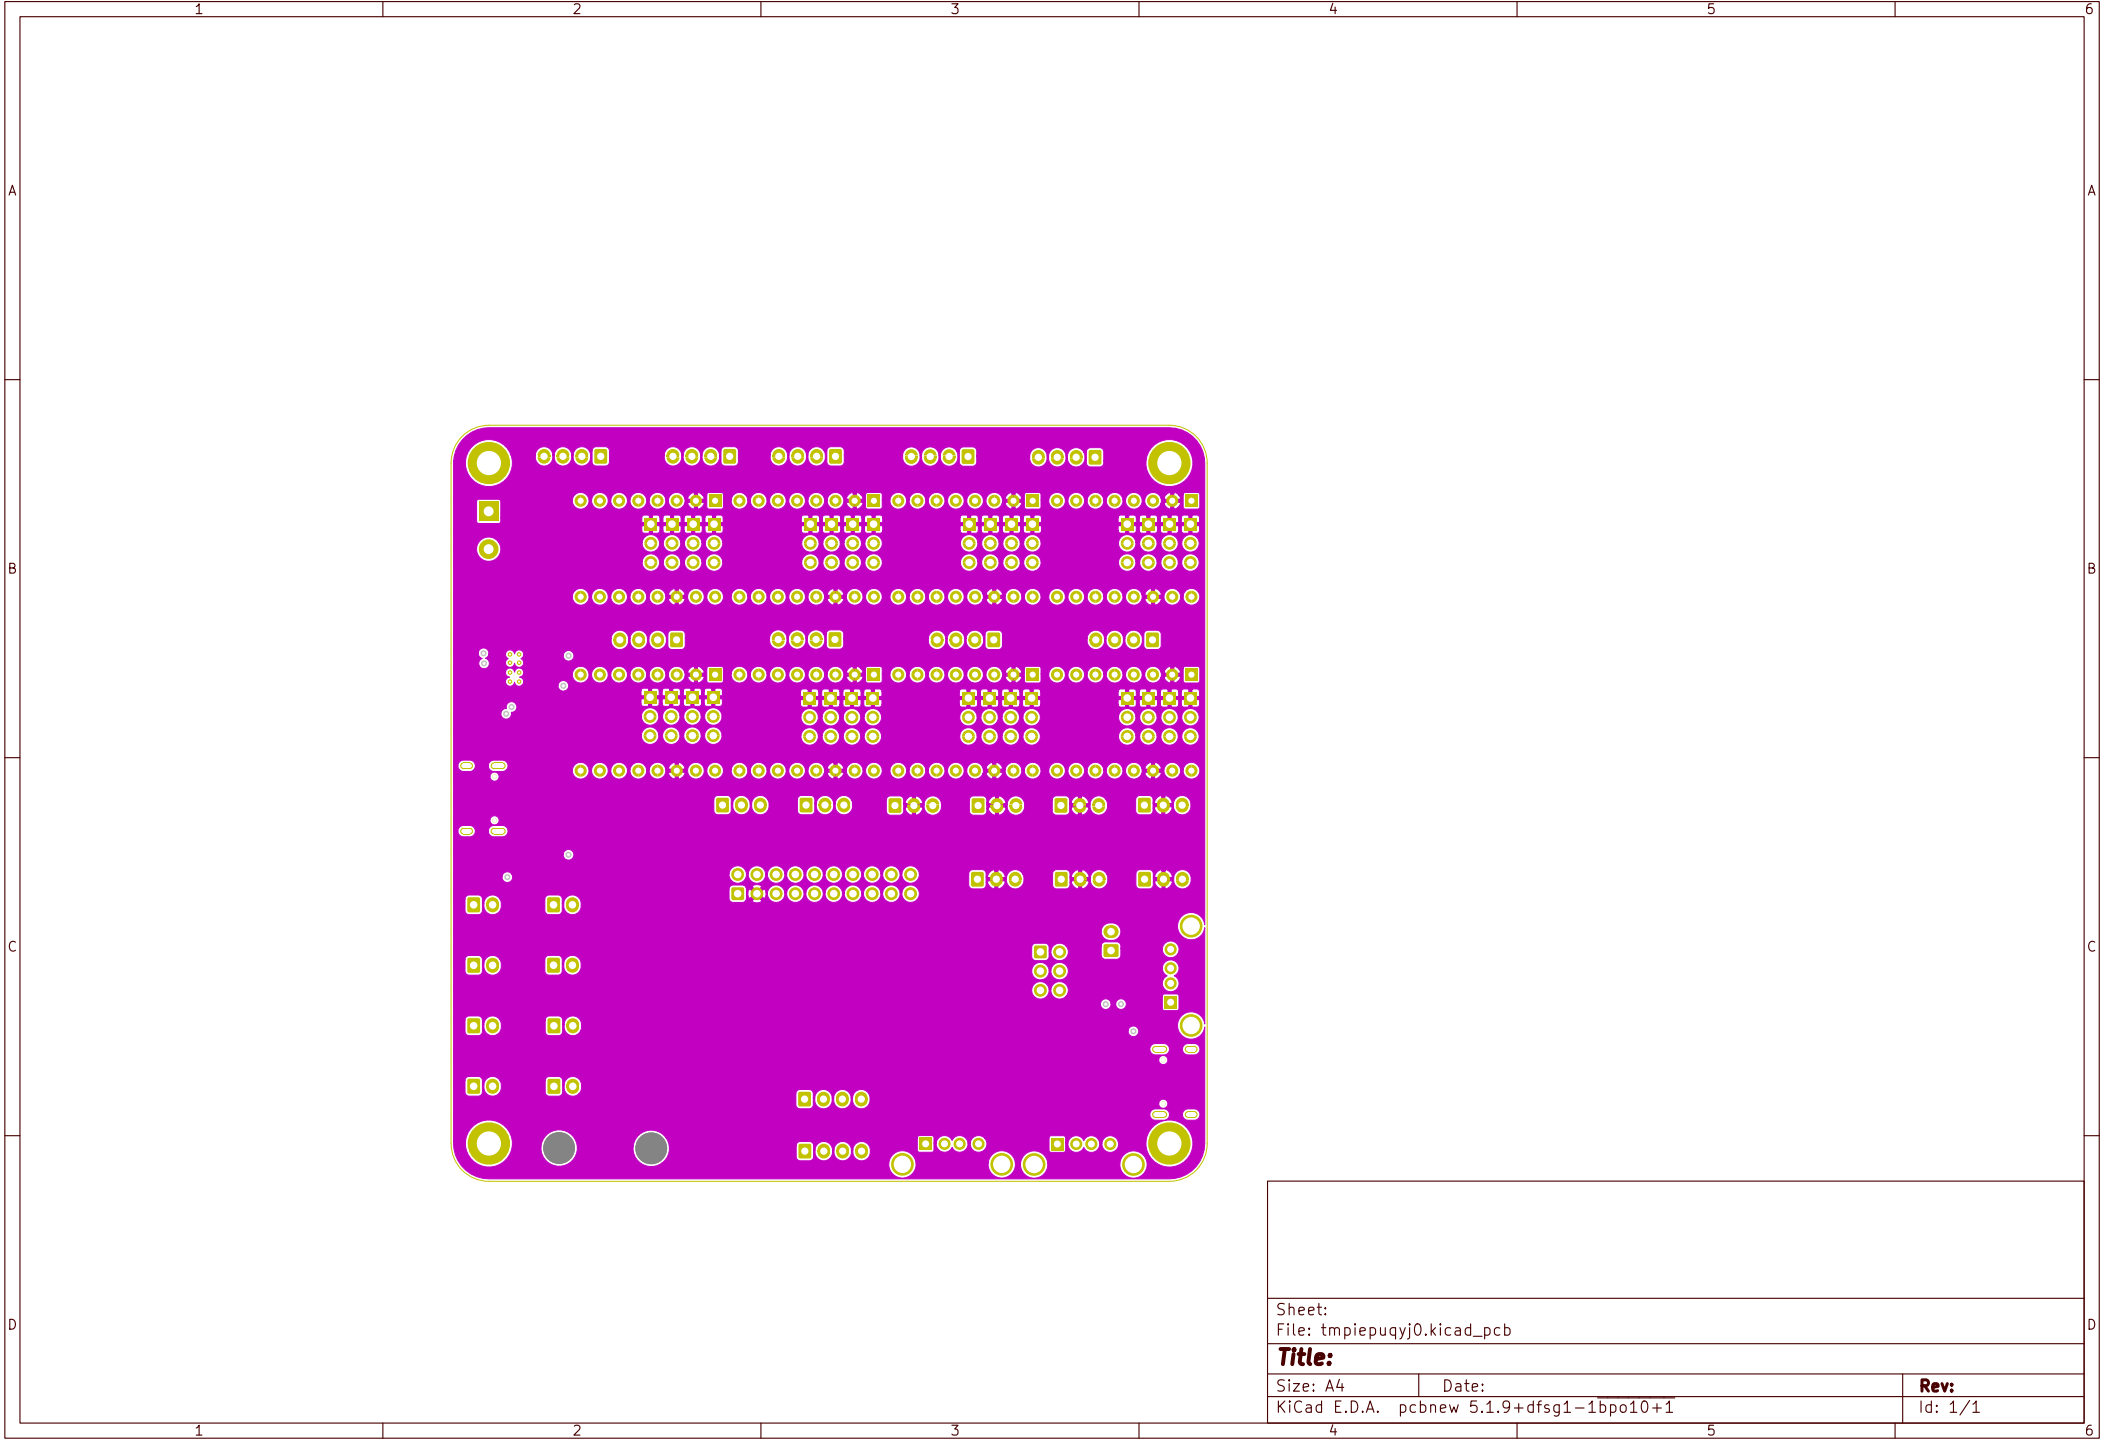 1 2 3 4 5 6
A A
B B
C C
D D
Sheet:
File: tmpiepuqyj0.kicad_pcb
Title:
Size: A4 Date: Rev:
KiCad E.D.A. pcbnew 5.1.9+dfsg1-1bpo10+1 Id: 1/1
1 2 3 4 5 6